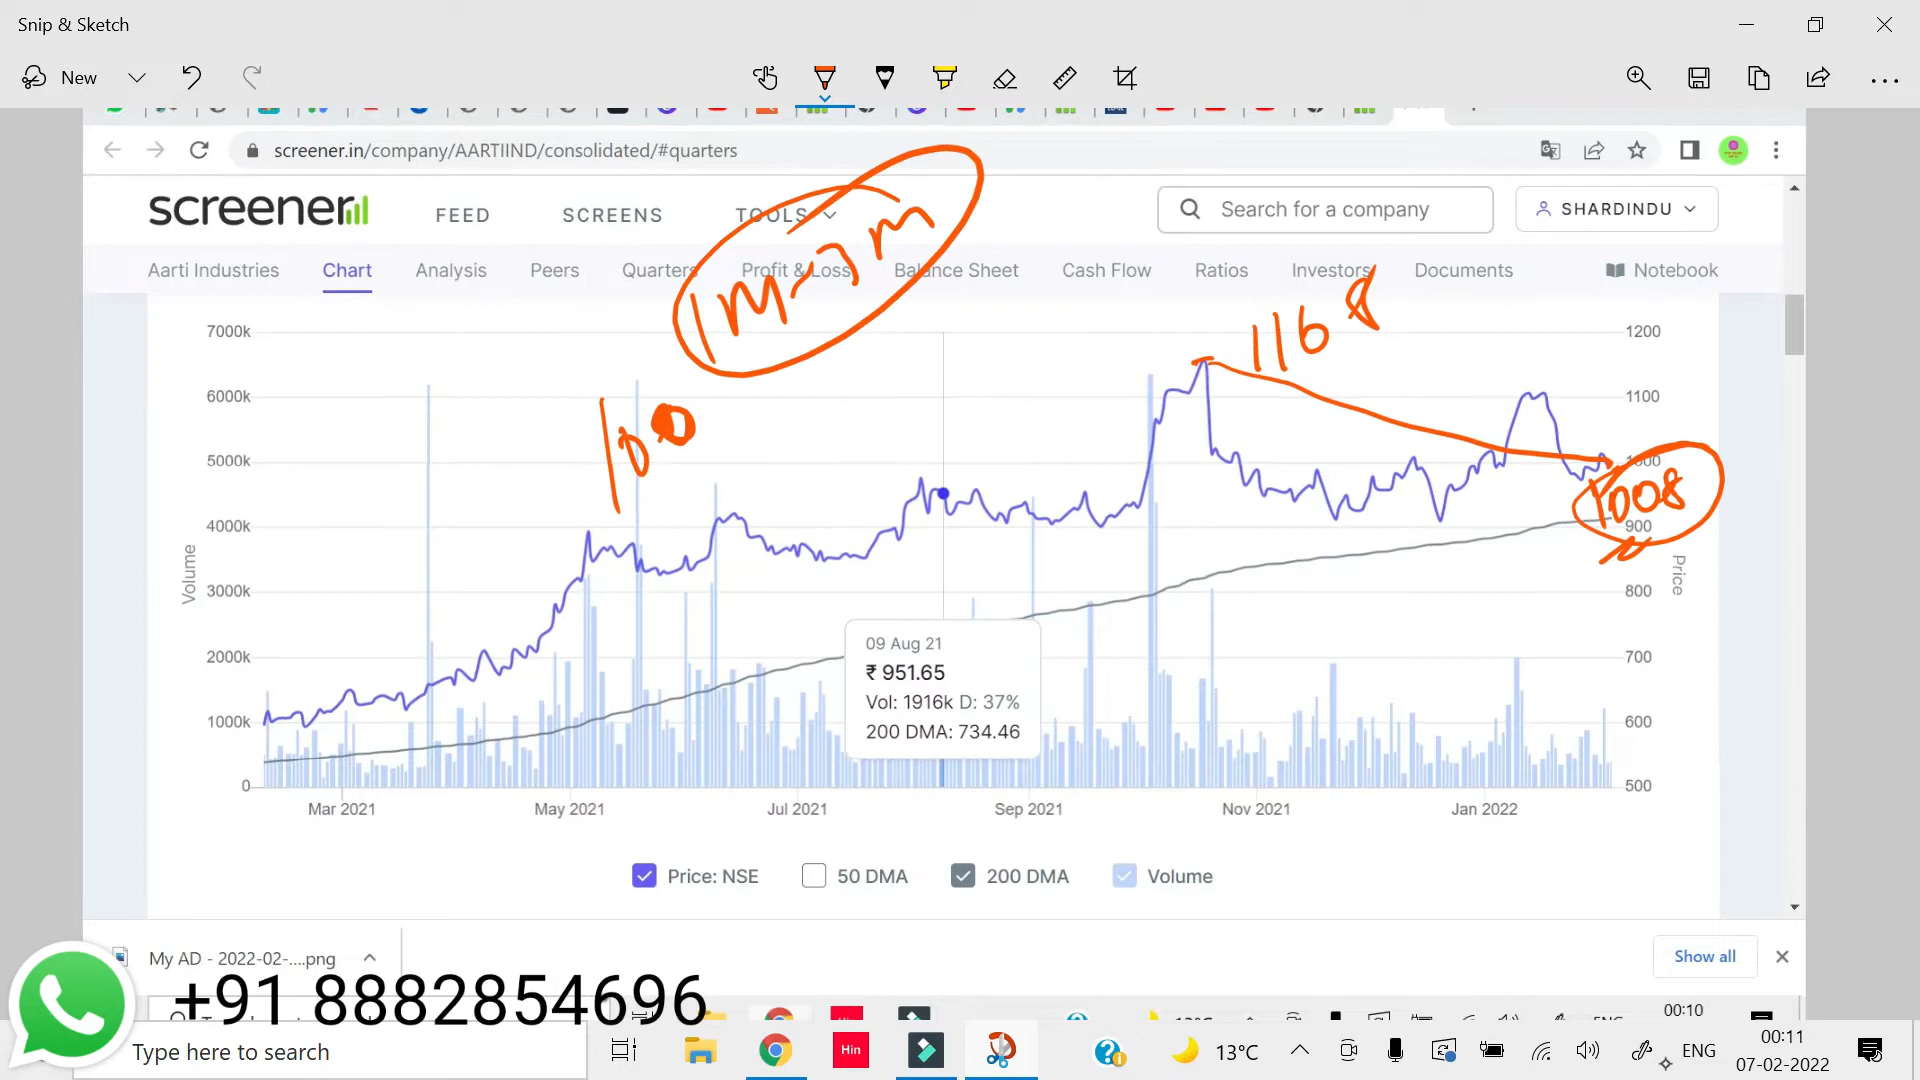 Snip & Sketch
New
screener.in/company/AARTIIND/consolidated/#quarters
screener
FEED SCREENS TOOLS
Search for a company
SHARDINDU
Aarti Industries Chart Analysis Peers Quarters Profit & Loss Balance Sheet Cash Flow Ratios Investors Documents Notebook
1168
100
1008
7000k 1200
6000k 1100
5000k 1000
4000k 900
3000k 800
2000k 700
1000k 600
0 500
Volume
Price
09 Aug 21
₹ 951.65
Vol: 1916k D: 37%
200 DMA: 734.46
Mar 2021 May 2021 Jul 2021 Sep 2021 Nov 2021 Jan 2022
Price: NSE 50 DMA 200 DMA Volume
My AD - 2022-02-....png
Show all
+91 8882854696
00:10
Type here to search
Hin
13°C
ENG
00:11
07-02-2022